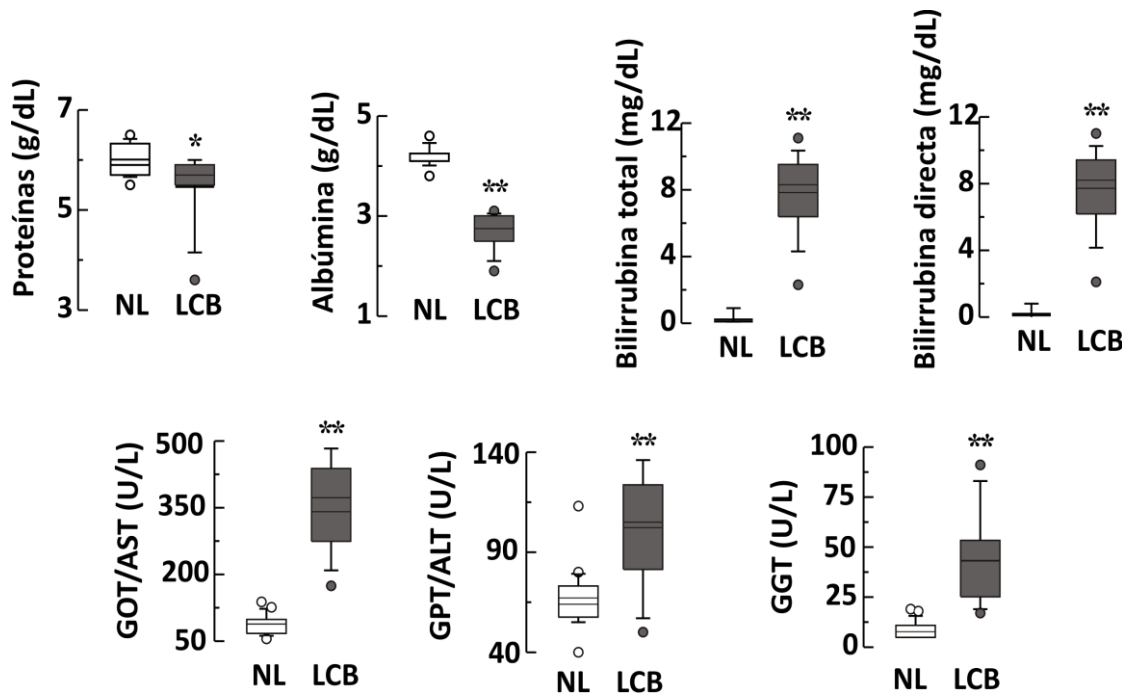 Proteínas (g/dL)
7
5
3
*
NL LCB
Albúmina (g/dL)
5
3
1
**
NL LCB
Bilirrubina total (mg/dL)
12
8
4
0
**
NL LCB
Bilirrubina directa (mg/dL)
12
8
4
0
**
NL LCB
GOT/AST (U/L)
500
350
200
50
**
NL LCB
GPT/ALT (U/L)
140
90
40
**
NL LCB
GGT (U/L)
100
75
50
25
0
**
NL LCB